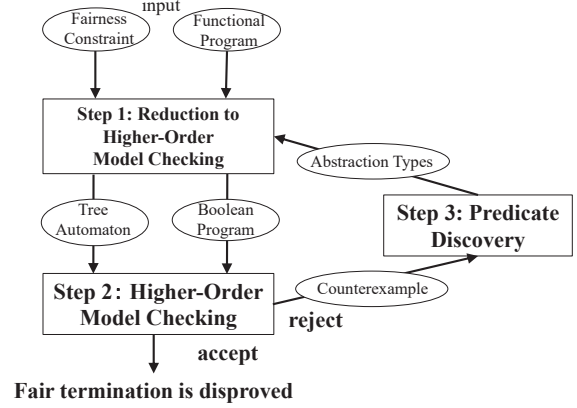 input
Fairness
Constraint
Functional
Program
Step 1: Reduction to
Higher-Order
Model Checking
Abstraction Types
Tree
Automaton
Boolean
Program
Step 3: Predicate
Discovery
Step 2: Higher-Order
Model Checking
Counterexample
reject
accept
Fair termination is disproved